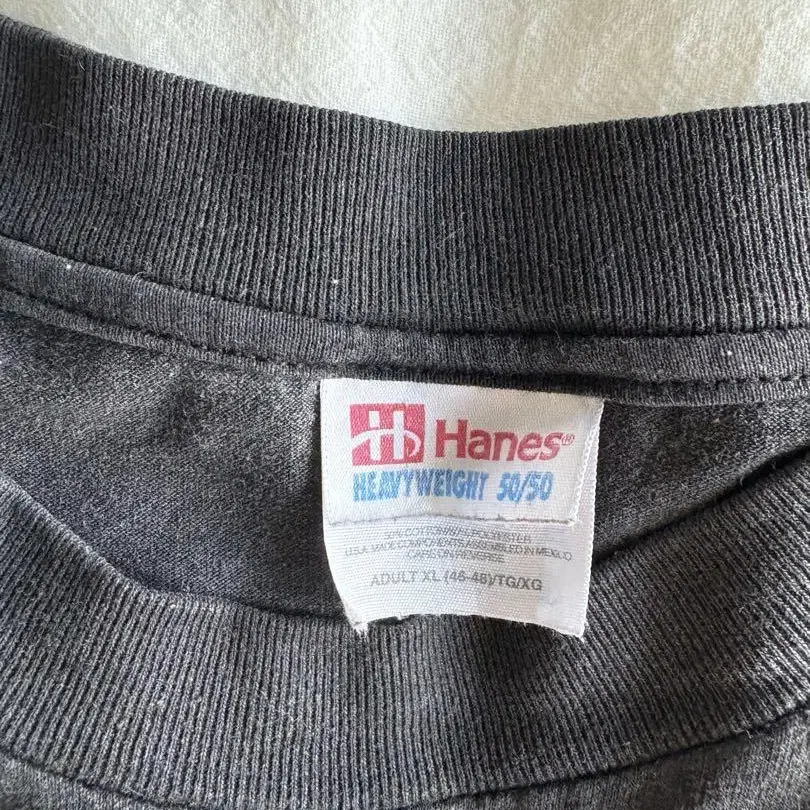 H Hanes®
HEAVYWEIGHT 50/50
50% COTTON/50% POLYESTER
U.S.A. MADE COMPONENTS ASSEMBLED IN MEXICO
CARE ON REVERSE
ADULT XL (46-48)/TG/XG